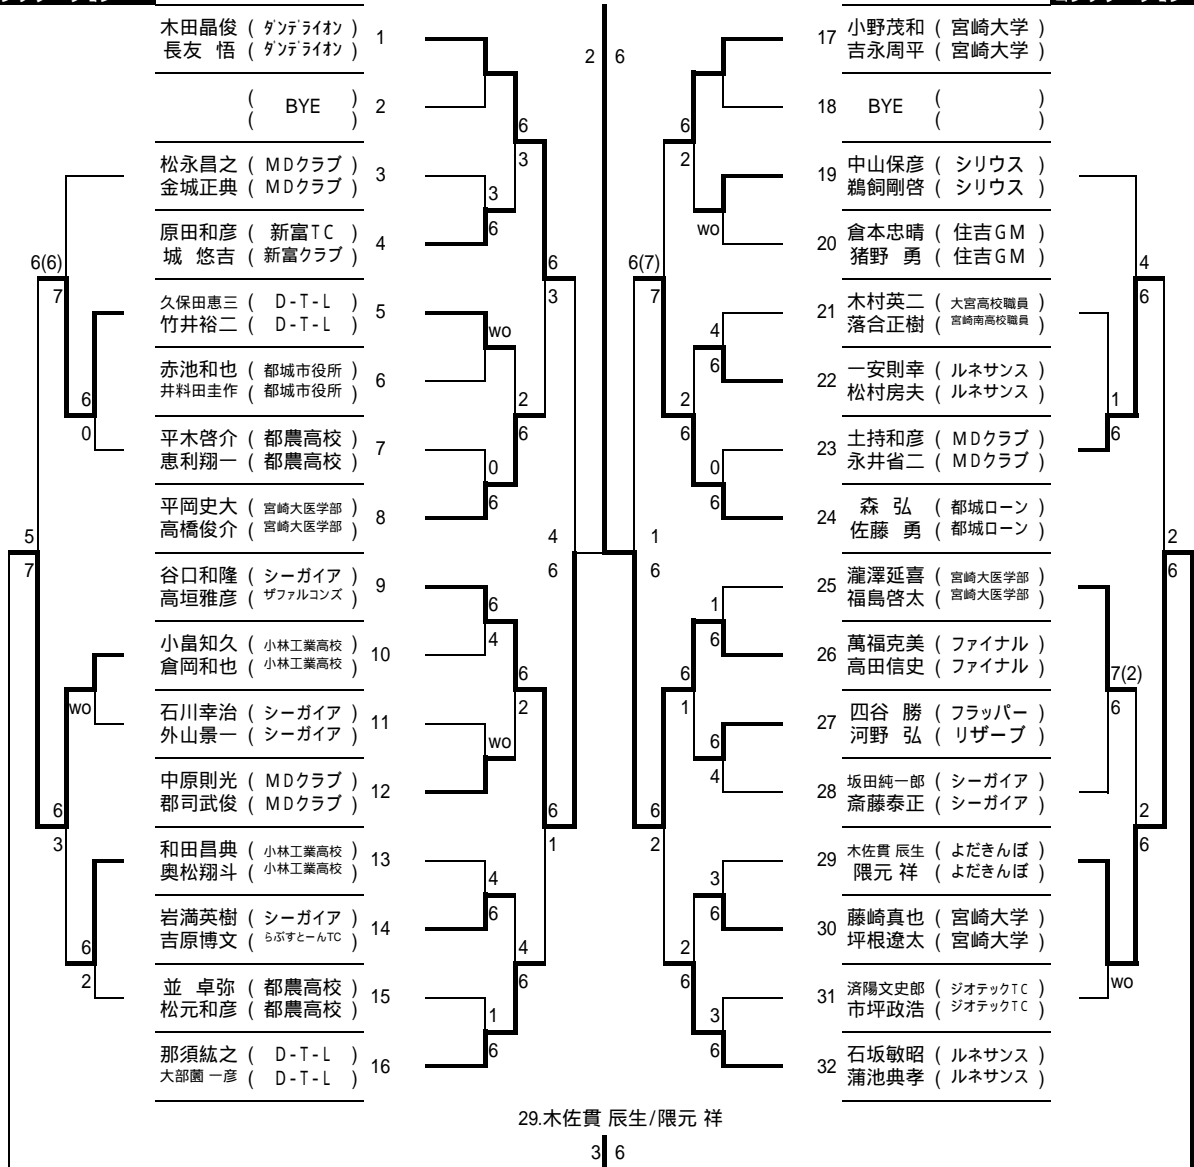 2 6
木田晶俊 ( ダンデライオン ) 1
長友 悟 ( ダンデライオン )
( BYE ) 2
( )
松永昌之 ( MDクラブ ) 3
金城正典 ( MDクラブ )
原田和彦 ( 新富TC ) 4
城 悠吉 ( 新富クラブ )
久保田恵三 ( D-T-L ) 5
竹井裕二 ( D-T-L )
赤池和也 ( 都城市役所 ) 6
井料田圭作 ( 都城市役所 )
平木啓介 ( 都農高校 ) 7
恵利翔一 ( 都農高校 )
平岡史大 ( 宮崎大医学部 ) 8
高橋俊介 ( 宮崎大医学部 )
谷口和隆 ( シーガイア ) 9
高垣雅彦 ( ザファルコンズ )
小畠知久 ( 小林工業高校 ) 10
倉岡和也 ( 小林工業高校 )
石川幸治 ( シーガイア ) 11
外山景一 ( シーガイア )
中原則光 ( MDクラブ ) 12
郡司武俊 ( MDクラブ )
和田昌典 ( 小林工業高校 ) 13
奥松翔斗 ( 小林工業高校 )
岩満英樹 ( シーガイア ) 14
吉原博文 ( らぶすとーんTC )
並 卓弥 ( 都農高校 ) 15
松元和彦 ( 都農高校 )
那須紘之 ( D-T-L ) 16
大部薗 一彦 ( D-T-L )
6(6)
7
6
0
5
7
wo
6
3
6
2
6
3
3
6
6
3
wo
2
6
0
6
4
6
6
4
6
2
wo
6
1
4
6
4
6
1
6
17 小野茂和 ( 宮崎大学 )
吉永周平 ( 宮崎大学 )
18 BYE ( )
( )
19 中山保彦 ( シリウス )
鵜飼剛啓 ( シリウス )
20 倉本忠晴 ( 住吉GM )
猪野 勇 ( 住吉GM )
21 木村英二 ( 大宮高校職員 )
落合正樹 ( 宮崎南高校職員 )
22 一安則幸 ( ルネサンス )
松村房夫 ( ルネサンス )
23 土持和彦 ( MDクラブ )
永井省二 ( MDクラブ )
24 森 弘 ( 都城ローン )
佐藤 勇 ( 都城ローン )
25 瀧澤延喜 ( 宮崎大医学部 )
福島啓太 ( 宮崎大医学部 )
26 萬福克美 ( ファイナル )
高田信史 ( ファイナル )
27 四谷 勝 ( フラッパー )
河野 弘 ( リザーブ )
28 坂田純一郎 ( シーガイア )
斎藤泰正 ( シーガイア )
29 木佐貫 辰生 ( よだきんぼ )
隈元 祥 ( よだきんぼ )
30 藤崎真也 ( 宮崎大学 )
坪根遼太 ( 宮崎大学 )
31 済陽文史郎 ( ジオテックTC )
市坪政浩 ( ジオテックTC )
32 石坂敏昭 ( ルネサンス )
蒲池典孝 ( ルネサンス )
6
2
wo
6(7)
7
4
6
2
6
0
6
1
6
1
6
6
1
6
4
6
2
3
6
2
6
3
6
4
6
1
6
2
6
7(2)
6
2
6
wo
29.木佐貫 辰生/隈元 祥
3 6